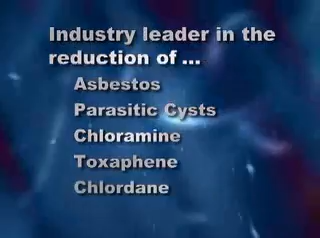 Industry leader in the
reduction of ...
Asbestos
Parasitic Cysts
Chloramine
Toxaphene
Chlordane